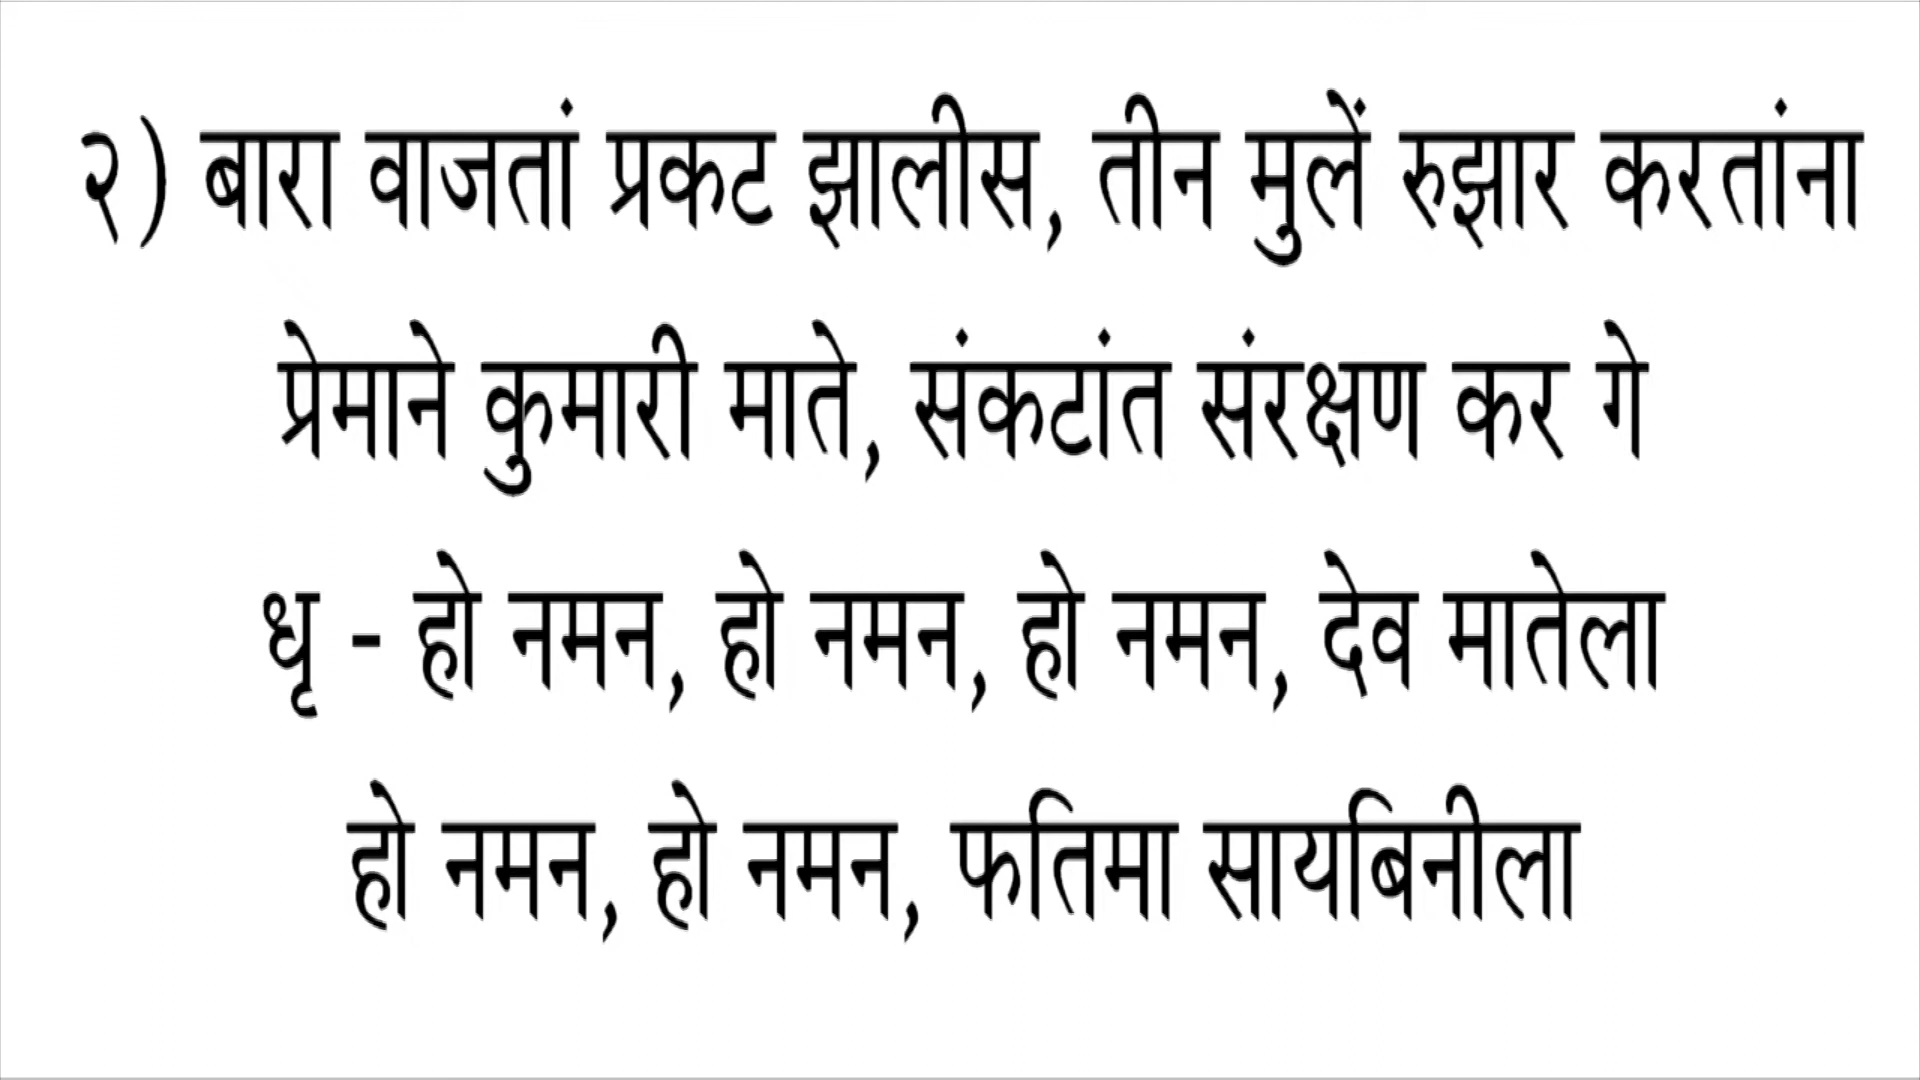 २) बारा वाजतां प्रकट झालीस, तीन मुलें रुझार करतांना
प्रेमाने कुमारी माते, संकटांत संरक्षण कर गे
धृ - हो नमन, हो नमन, हो नमन, देव मातेला
हो नमन, हो नमन, फतिमा सायबिनीला